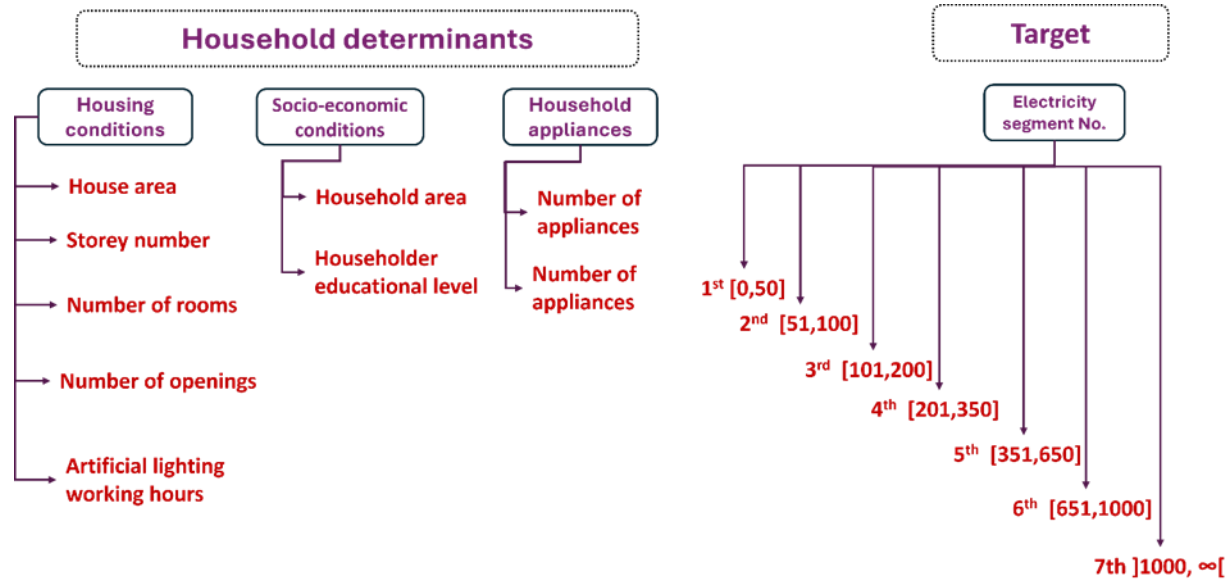 Household determinants
Target
Housing
conditions
Socio-economic
conditions
Household
appliances
Electricity
segment No.
House area
Storey number
Number of rooms
Number of openings
Artificial lighting
working hours
Household area
Householder
educational level
Number of
appliances
Number of
appliances
1st [0,50]
2nd [51,100]
3rd [101,200]
4th [201,350]
5th [351,650]
6th [651,1000]
7th ]1000, ∞[